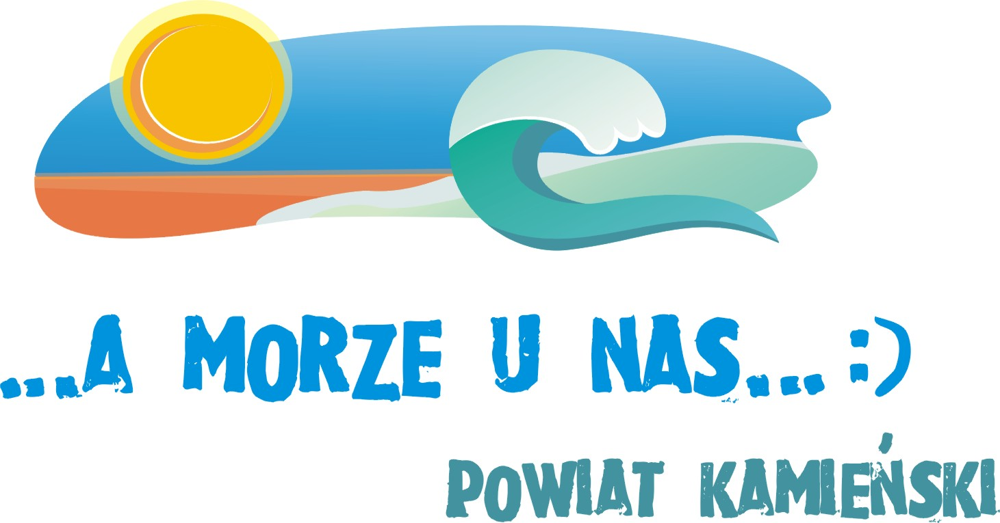 ...A MORZE U NAS... :)
POWIAT KAMIEŃSKI